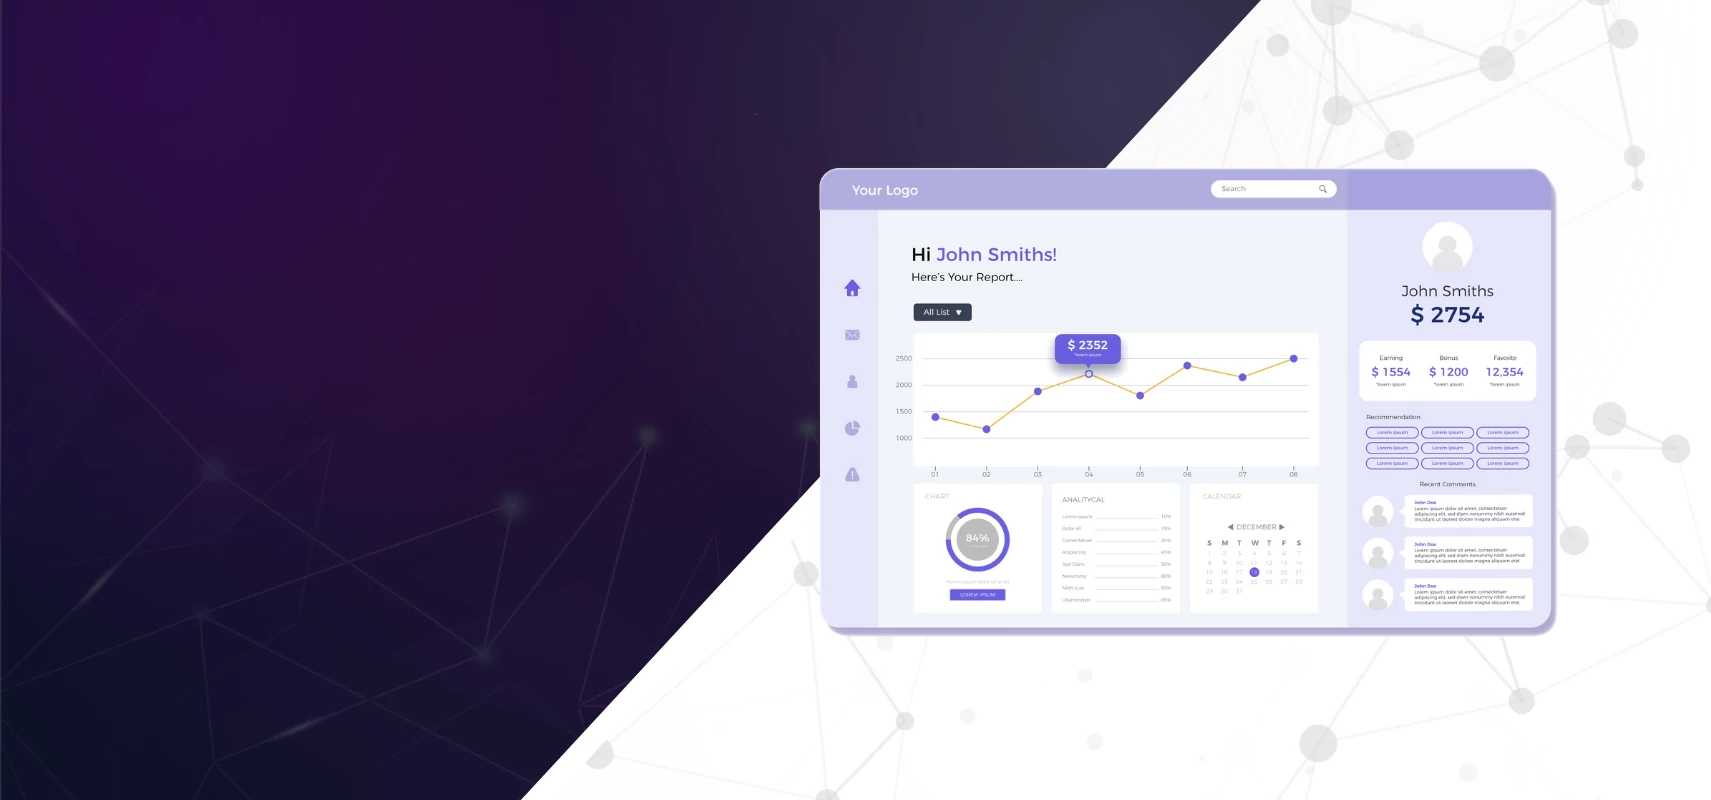 Your Logo
Search
Hi John Smiths!
Here's Your Report....
All List ▼
$ 2352
*lorem ipsum
2500
2000
1500
1000
01 02 03 04 05 06 07 08
CHART
84%
*lorem ipsum dolor sit amet
LOREM IPSUM
ANALITYCAL
Lorem Ipsum 10%
Dolor sit 15%
Consectetuer 20%
Adipiscing 45%
Sed Diam 30%
Nonummy
Nibh Euis
Ullamcorper
CALENDAR
◀ DECEMBER ▶
S M T W T F S
1 2 3 4 5 6 7
8 9 10 11 12 13 14
15 16 17 18 19 20 21
22 23 24 25 26 27 28
29 30 31
John Smiths
$ 2754
Earning Bonus Favorite
$ 1554 $ 1200 12,354
*lorem ipsum *lorem ipsum *lorem ipsum
Recommendation
Lorem Ipsum Lorem Ipsum Lorem Ipsum
Lorem Ipsum Lorem Ipsum Lorem Ipsum
Lorem Ipsum Lorem Ipsum Lorem Ipsum
Recent Comments
John Doe
Lorem ipsum dolor sit amet, consectetuer
adipiscing elit, sed diam nonummy nibh euismod
tincidunt ut laoreet dolore magna aliquam erat
John Doe
Lorem ipsum dolor sit amet, consectetuer
adipiscing elit, sed diam nonummy nibh euismod
tincidunt ut laoreet dolore magna aliquam erat
John Doe
Lorem ipsum dolor sit amet, consectetuer
adipiscing elit, sed diam nonummy nibh euismod
tincidunt ut laoreet dolore magna aliquam erat